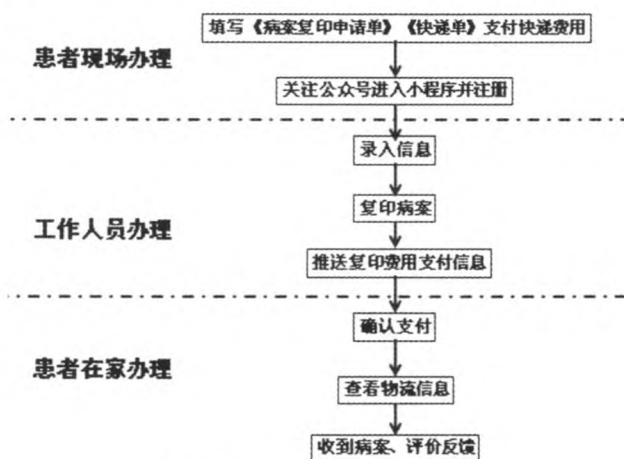 填写《病案复印申请单》《快递单》支付快递费用
患者现场办理
关注公众号进入小程序并注册
录入信息
复印病案
工作人员办理
推送复印费用支付信息
确认支付
患者在家办理
查看物流信息
收到病案、评价反馈